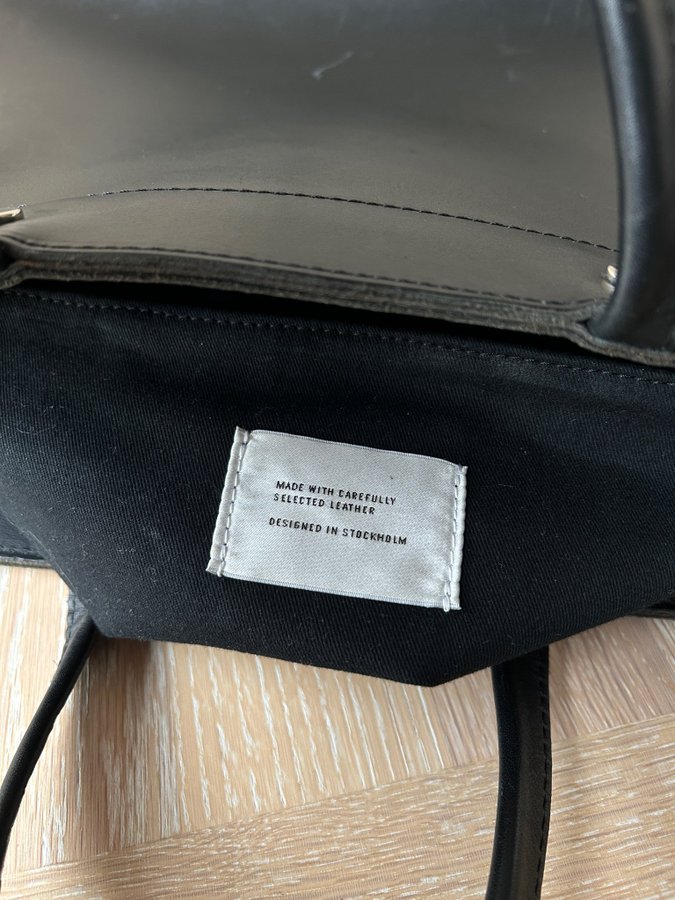 MADE WITH CAREFULLY
SELECTED LEATHER
DESIGNED IN STOCKHOLM